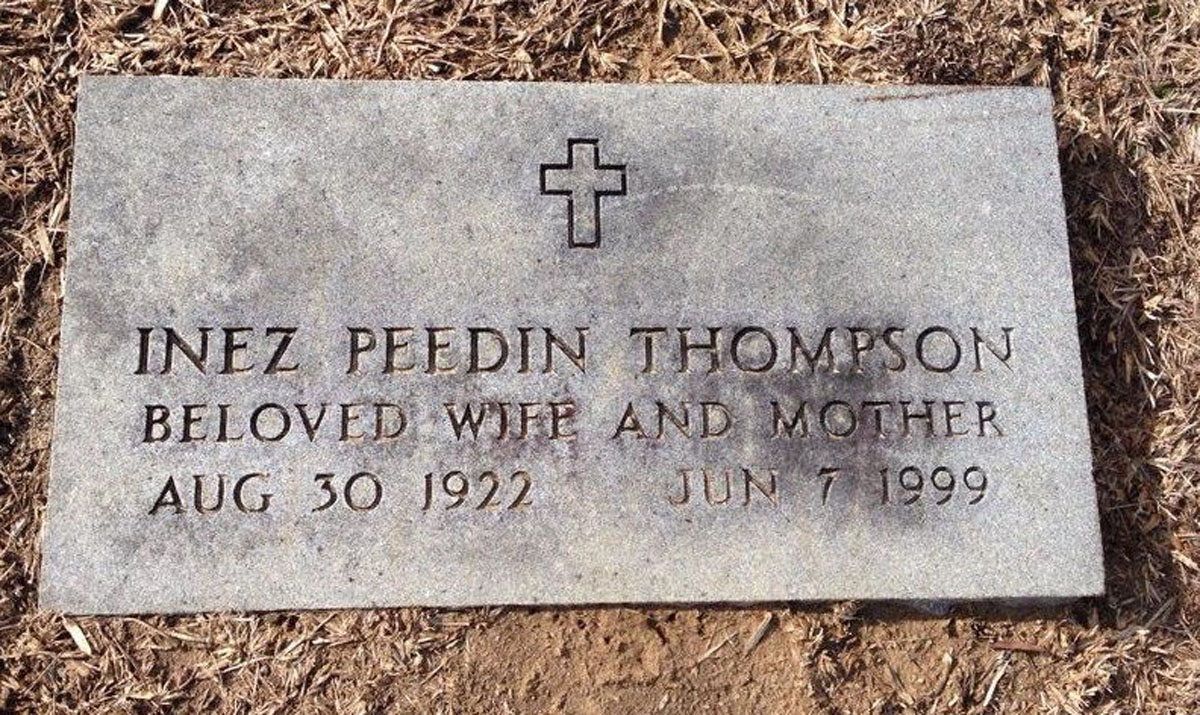 INEZ PEEDIN THOMPSON
BELOVED WIFE AND MOTHER
AUG 30 1922 JUN 7 1999